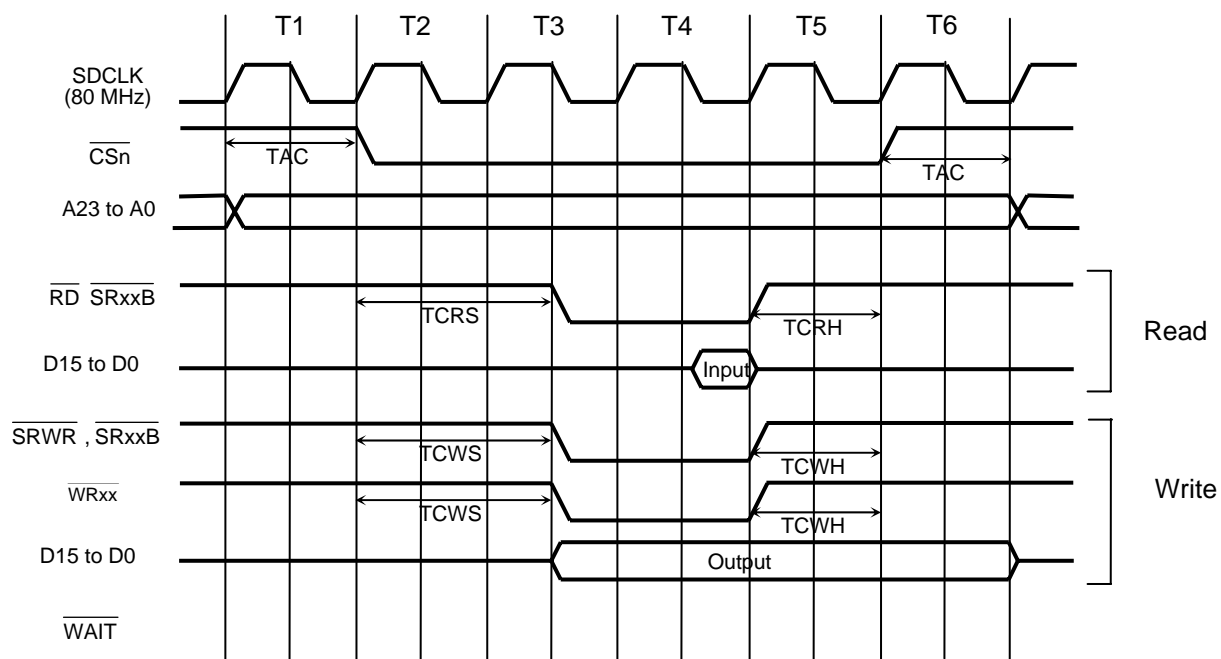 T1 T2 T3 T4 T5 T6
SDCLK
(80 MHz)
CSn
TAC TAC
A23 to A0
RD SRxxB
TCRS TCRH
Read
D15 to D0
Input
SRWR , SRxxB
TCWS TCWH
WRxx
Write
TCWS TCWH
D15 to D0
Output
WAIT